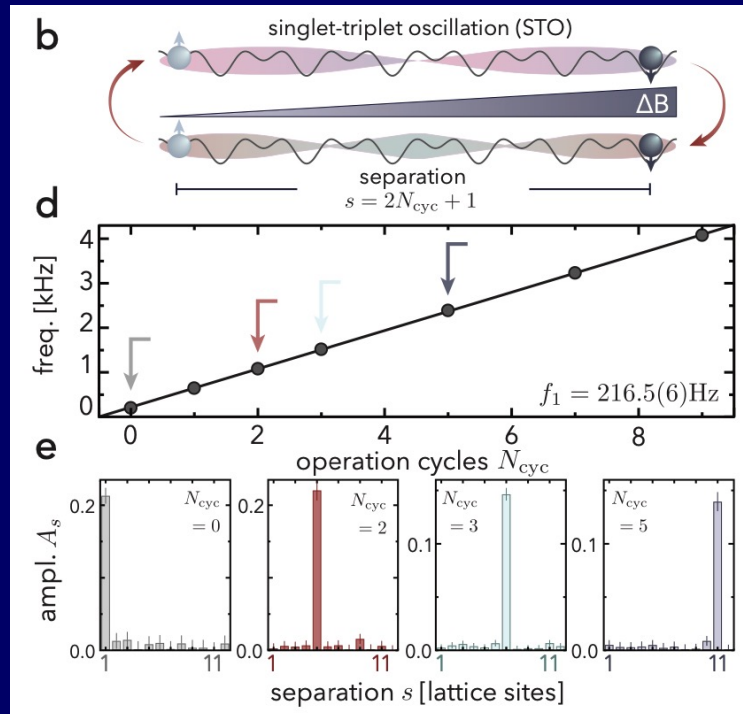 b
singlet-triplet oscillation (STO)
ΔB
separation
s = 2N_cyc + 1
d
freq. [kHz]
4
3
2
1
0
f₁ = 216.5(6)Hz
0 2 4 6 8
operation cycles N_cyc
e
ampl. A_s
0.2
0.0
N_cyc = 0
1 11
0.2
0.0
N_cyc = 2
1 11
0.1
0.0
N_cyc = 3
1 11
0.1
0.0
N_cyc = 5
1 11
separation s [lattice sites]